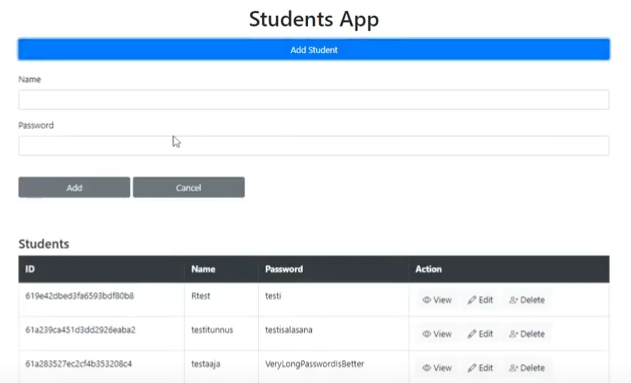 Students App
Add Student
Name
Password
Add Cancel
Students
ID Name Password Action
619e42dbed3fa6593bdf80b8 Rtest testi View Edit Delete
61a239ca451d3dd2926eaba2 testitunnus testisalasana View Edit Delete
61a283527ec2cf4b353208c4 testaaja VeryLongPasswordIsBetter View Edit Delete